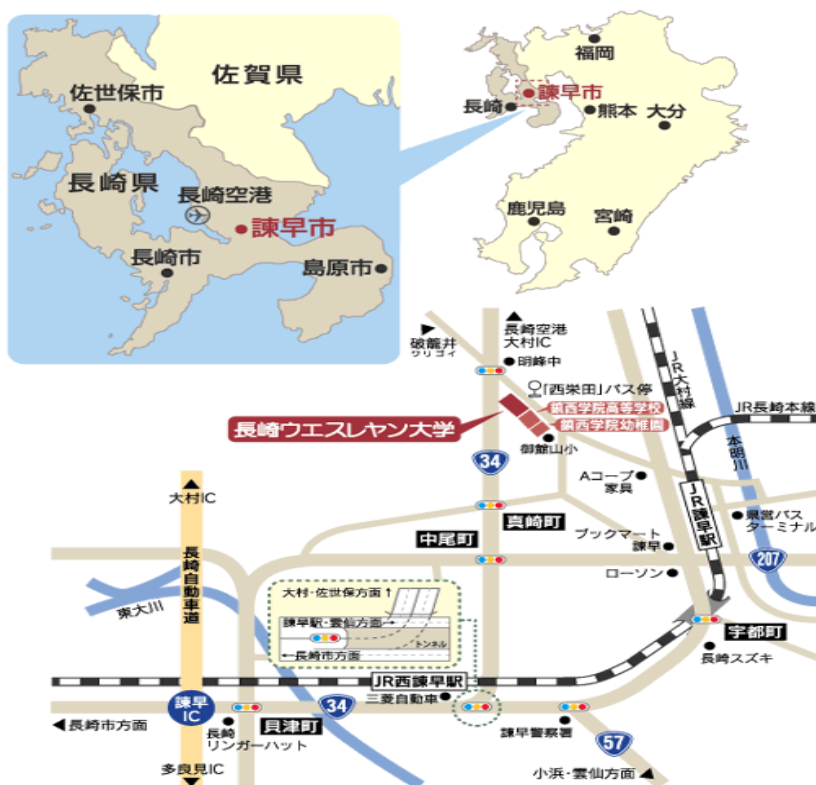 佐賀県
佐世保市
長崎県
長崎空港
諫早市
長崎市
島原市
福岡
諫早市
長崎
熊本
大分
鹿児島
宮崎
長崎空港
大村IC
破籠井
ワリゴイ
明峰中
「西栄田」バス停
鎮西学院高等学校
鎮西学院幼稚園
長崎ウエスレヤン大学
御館山小
JR大村線
JR長崎本線
本明川
34
Aコープ
家具
JR諫早駅
県営バス
ターミナル
大村IC
真崎町
中尾町
ブックマート
諫早
ローソン
207
長崎自動車道
東大川
大村・佐世保方面↑
諫早駅・雲仙方面→
トンネル
←長崎市方面
宇都町
長崎スズキ
JR西諫早駅
三菱自動車
諫早
IC
長崎市方面
34
貝津町
長崎
リンガーハット
諫早警察署
57
多良見IC
小浜・雲仙方面